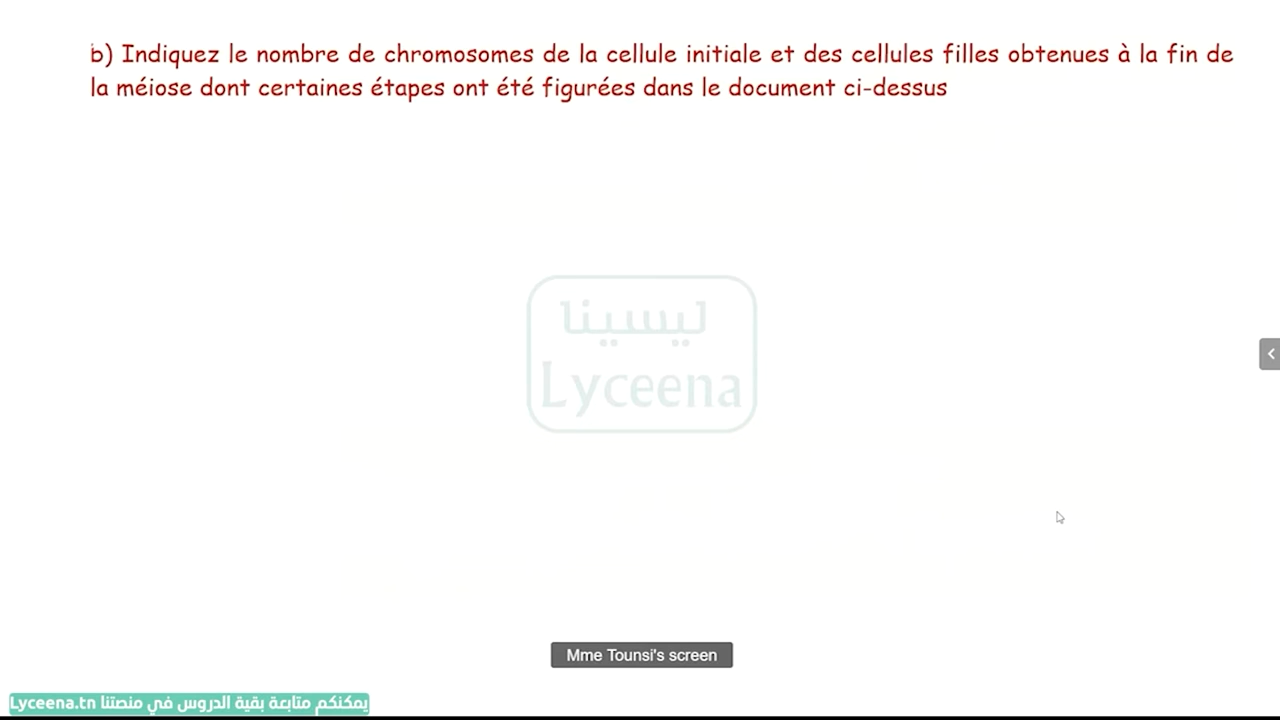 b) Indiquez le nombre de chromosomes de la cellule initiale et des cellules filles obtenues à la fin de
la méiose dont certaines étapes ont été figurées dans le document ci-dessus
ليسينا
Lyceena
Mme Tounsi's screen
يمكنكم متابعة بقية الدروس في منصتنا Lyceena.tn